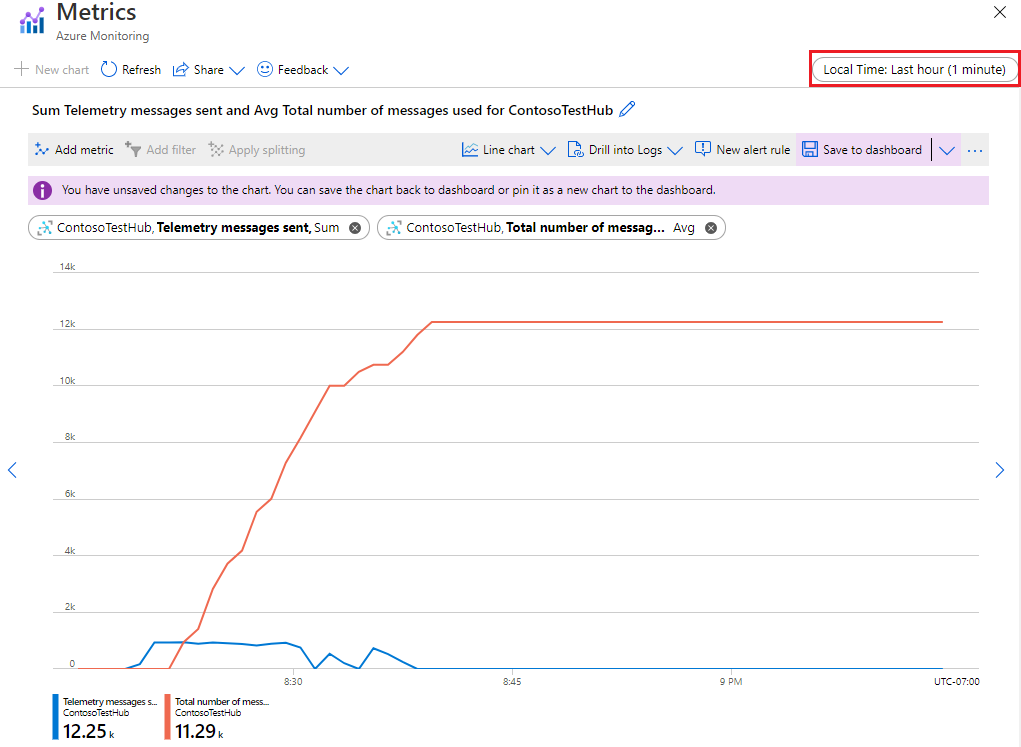 Metrics
Azure Monitoring
New chart Refresh Share Feedback Local Time: Last hour (1 minute)
Sum Telemetry messages sent and Avg Total number of messages used for ContosoTestHub
Add metric Add filter Apply splitting Line chart Drill into Logs New alert rule Save to dashboard ...
You have unsaved changes to the chart. You can save the chart back to dashboard or pin it as a new chart to the dashboard.
ContosoTestHub, Telemetry messages sent, Sum ContosoTestHub, Total number of messag... Avg
14k
12k
10k
8k
6k
4k
2k
0
8:30 8:45 9 PM UTC-07:00
Telemetry messages s... Total number of mess...
ContosoTestHub ContosoTestHub
12.25 k 11.29 k